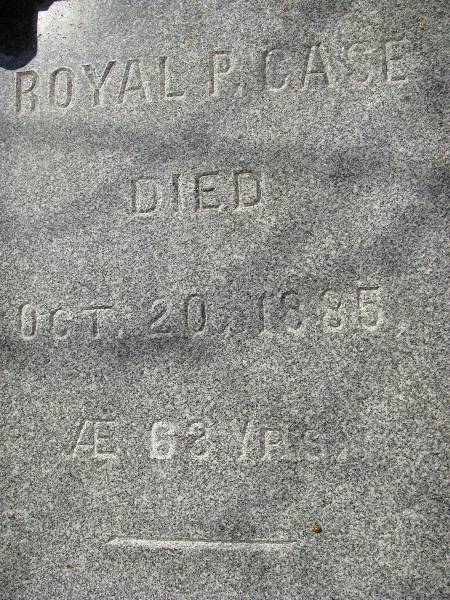 ROYAL P. CASE
DIED
OCT. 20, 1885,
Æ 63 YRS.